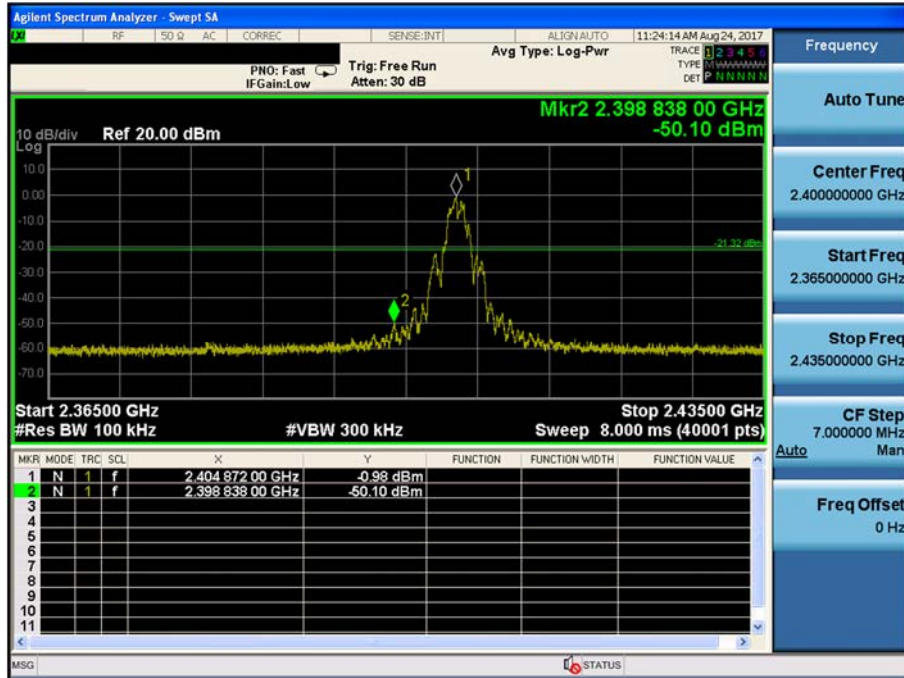 Agilent Spectrum Analyzer - Swept SA
LXI RF 50 Ω AC CORREC SENSE:INT ALIGN AUTO 11:24:14 AM Aug 24, 2017
Frequency
Avg Type: Log-Pwr TRACE 1 2 3 4 5 6
PNO: Fast Trig: Free Run TYPE M
IFGain:Low Atten: 30 dB DET P N N N N N
Auto Tune
Mkr2 2.398 838 00 GHz
10 dB/div Ref 20.00 dBm -50.10 dBm
Log
1
10.0
0.00
-10.0
-20.0
-21.32 dBm
-30.0
-40.0
2
-50.0
-60.0
-70.0
Start 2.36500 GHz Stop 2.43500 GHz
#Res BW 100 kHz #VBW 300 kHz Sweep 8.000 ms (40001 pts)
Center Freq
2.400000000 GHz
Start Freq
2.365000000 GHz
Stop Freq
2.435000000 GHz
CF Step
7.000000 MHz
Auto Man
Freq Offset
0 Hz
MKR MODE TRC SCL X Y FUNCTION FUNCTION WIDTH FUNCTION VALUE
1 N 1 f 2.404 872 00 GHz -0.98 dBm
2 N 1 f 2.398 838 00 GHz -50.10 dBm
3
4
5
6
7
8
9
10
11
MSG STATUS